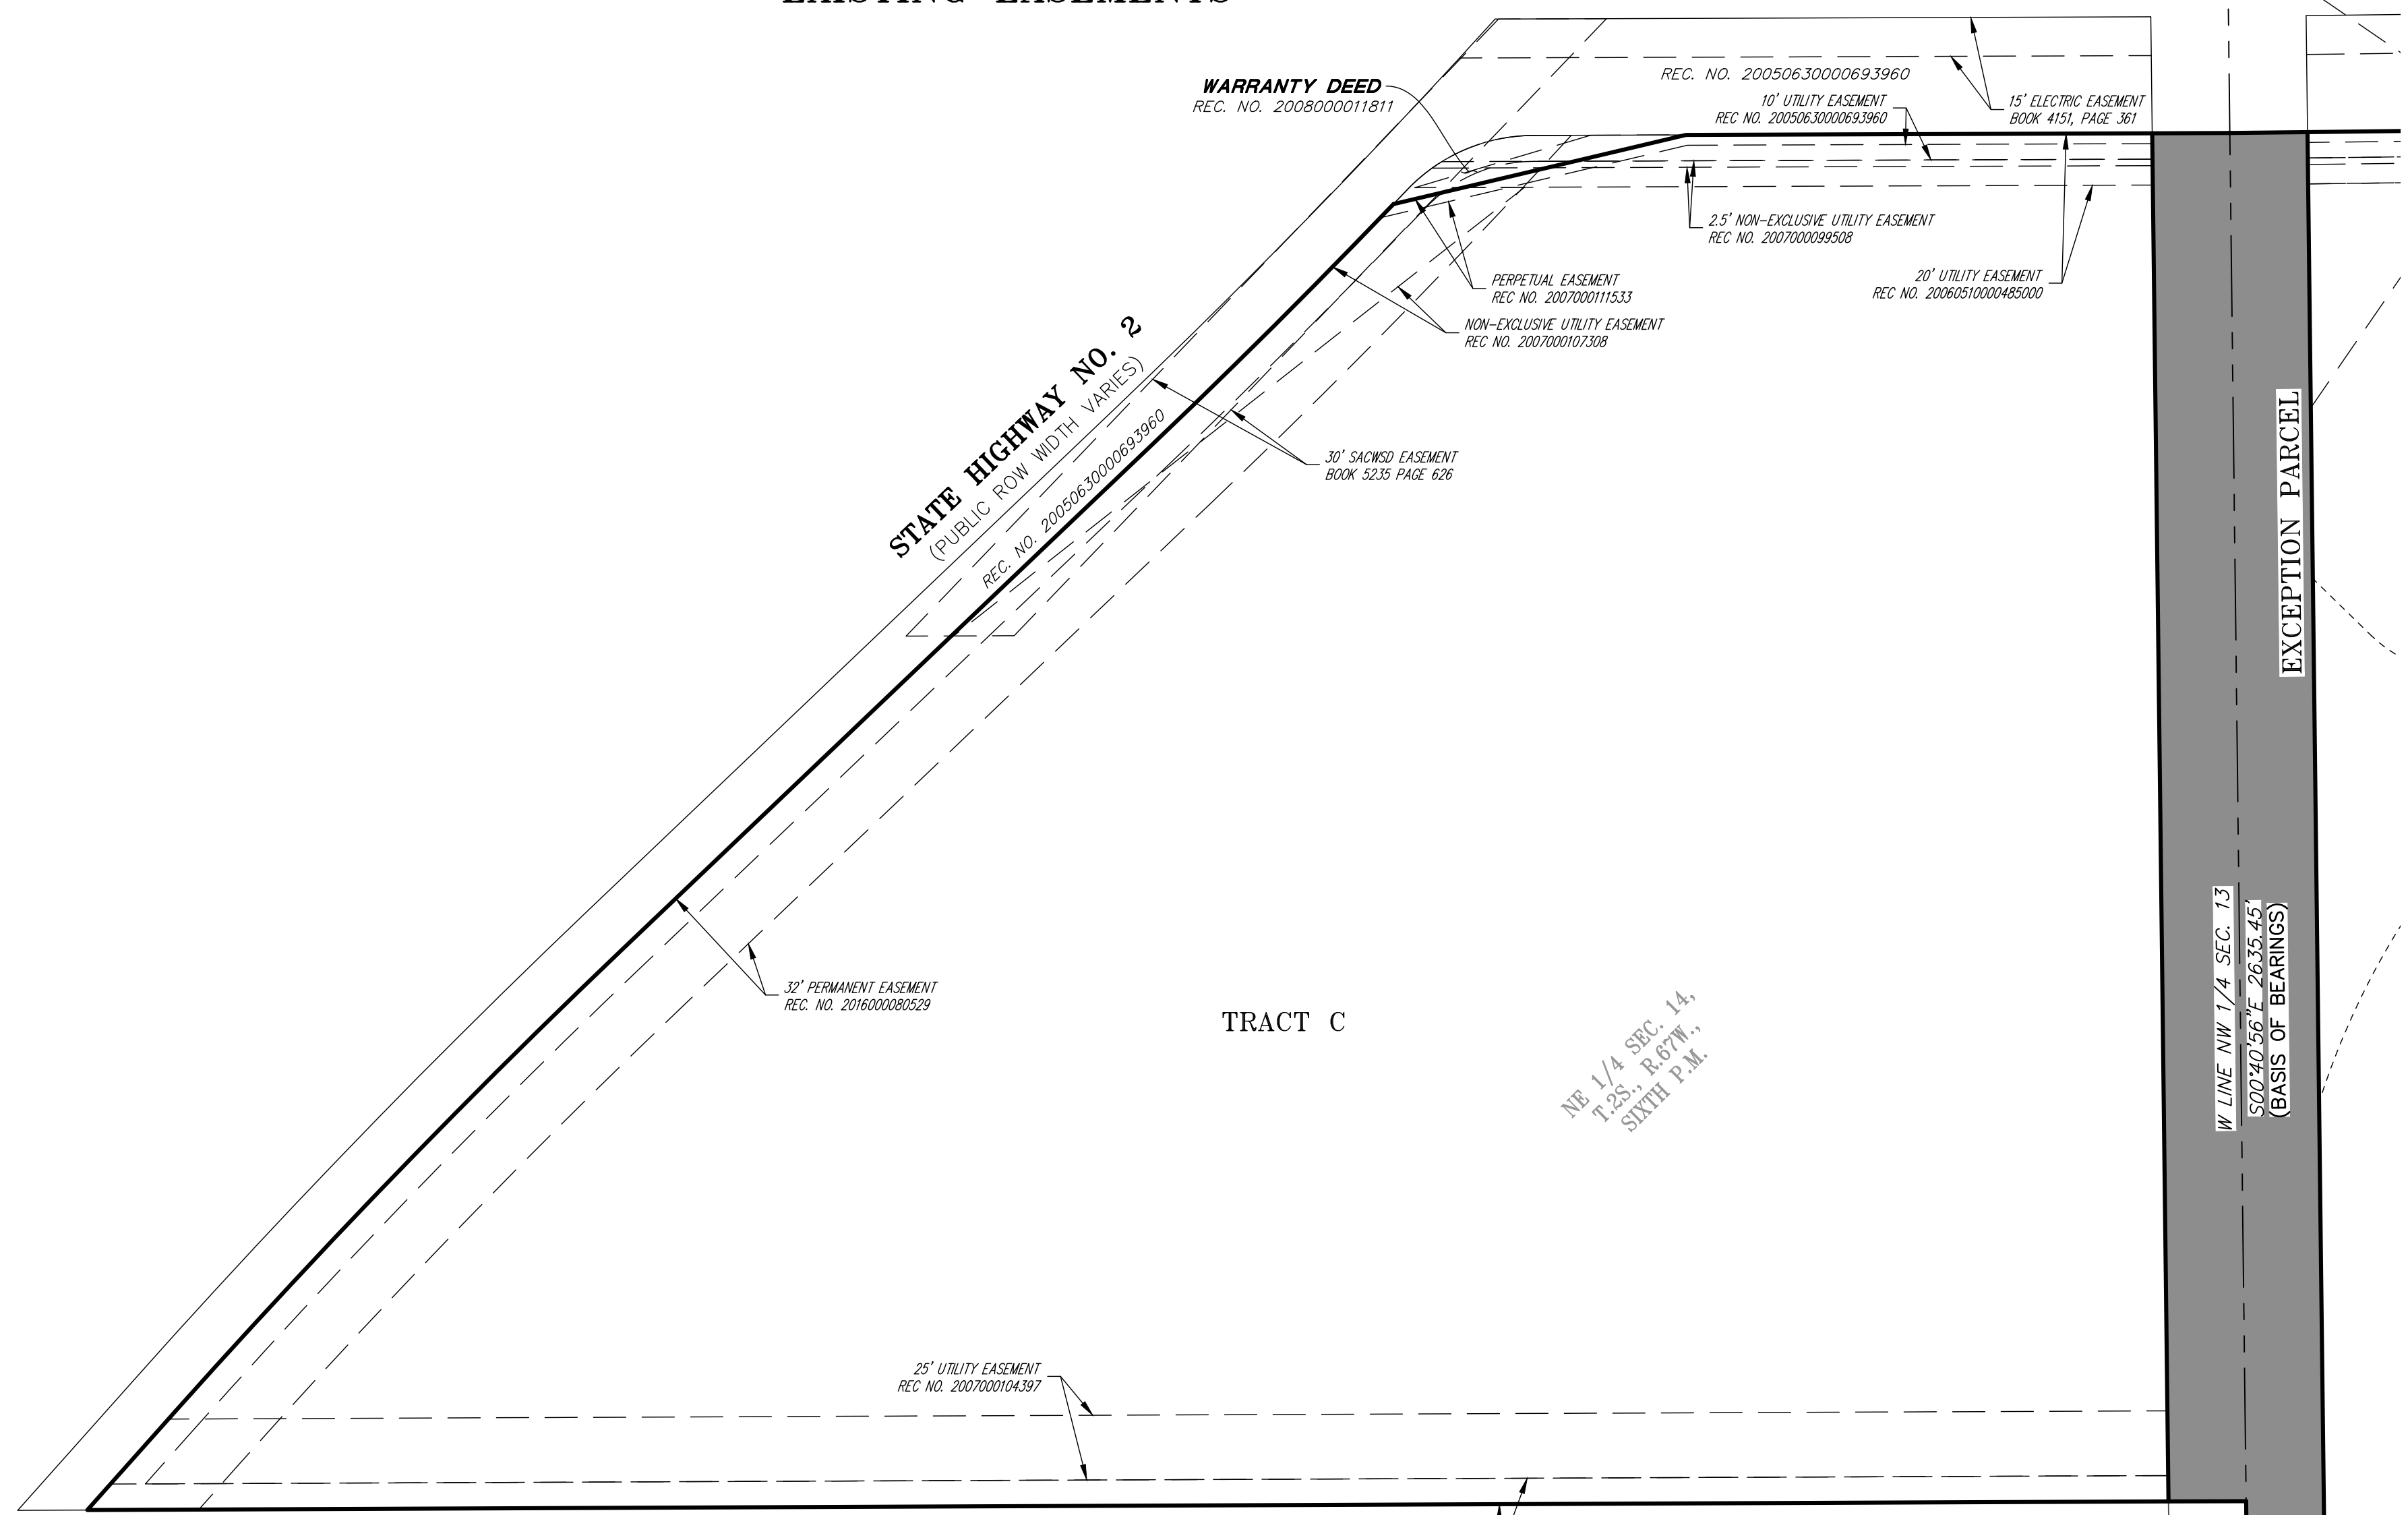 EXISTING EASEMENTS
WARRANTY DEED
REC. NO. 2008000011811
REC. NO. 20050630000693960
10' UTILITY EASEMENT
REC NO. 20050630000693960
15' ELECTRIC EASEMENT
BOOK 4151, PAGE 361
2.5' NON-EXCLUSIVE UTILITY EASEMENT
REC NO. 2007000099508
20' UTILITY EASEMENT
REC NO. 20060510000485000
PERPETUAL EASEMENT
REC NO. 2007000111533
NON-EXCLUSIVE UTILITY EASEMENT
REC NO. 2007000107308
STATE HIGHWAY NO. 2
(PUBLIC ROW WIDTH VARIES)
REC. NO. 20050630000693960
30' SACWSD EASEMENT
BOOK 5235 PAGE 626
EXCEPTION PARCEL
32' PERMANENT EASEMENT
REC. NO. 2016000080529
TRACT C
NE 1/4 SEC. 14,
T.2S., R.67W.,
SIXTH P.M.
W LINE NW 1/4 SEC. 13
S00°40'56"E 2635.45'
(BASIS OF BEARINGS)
25' UTILITY EASEMENT
REC NO. 2007000104397